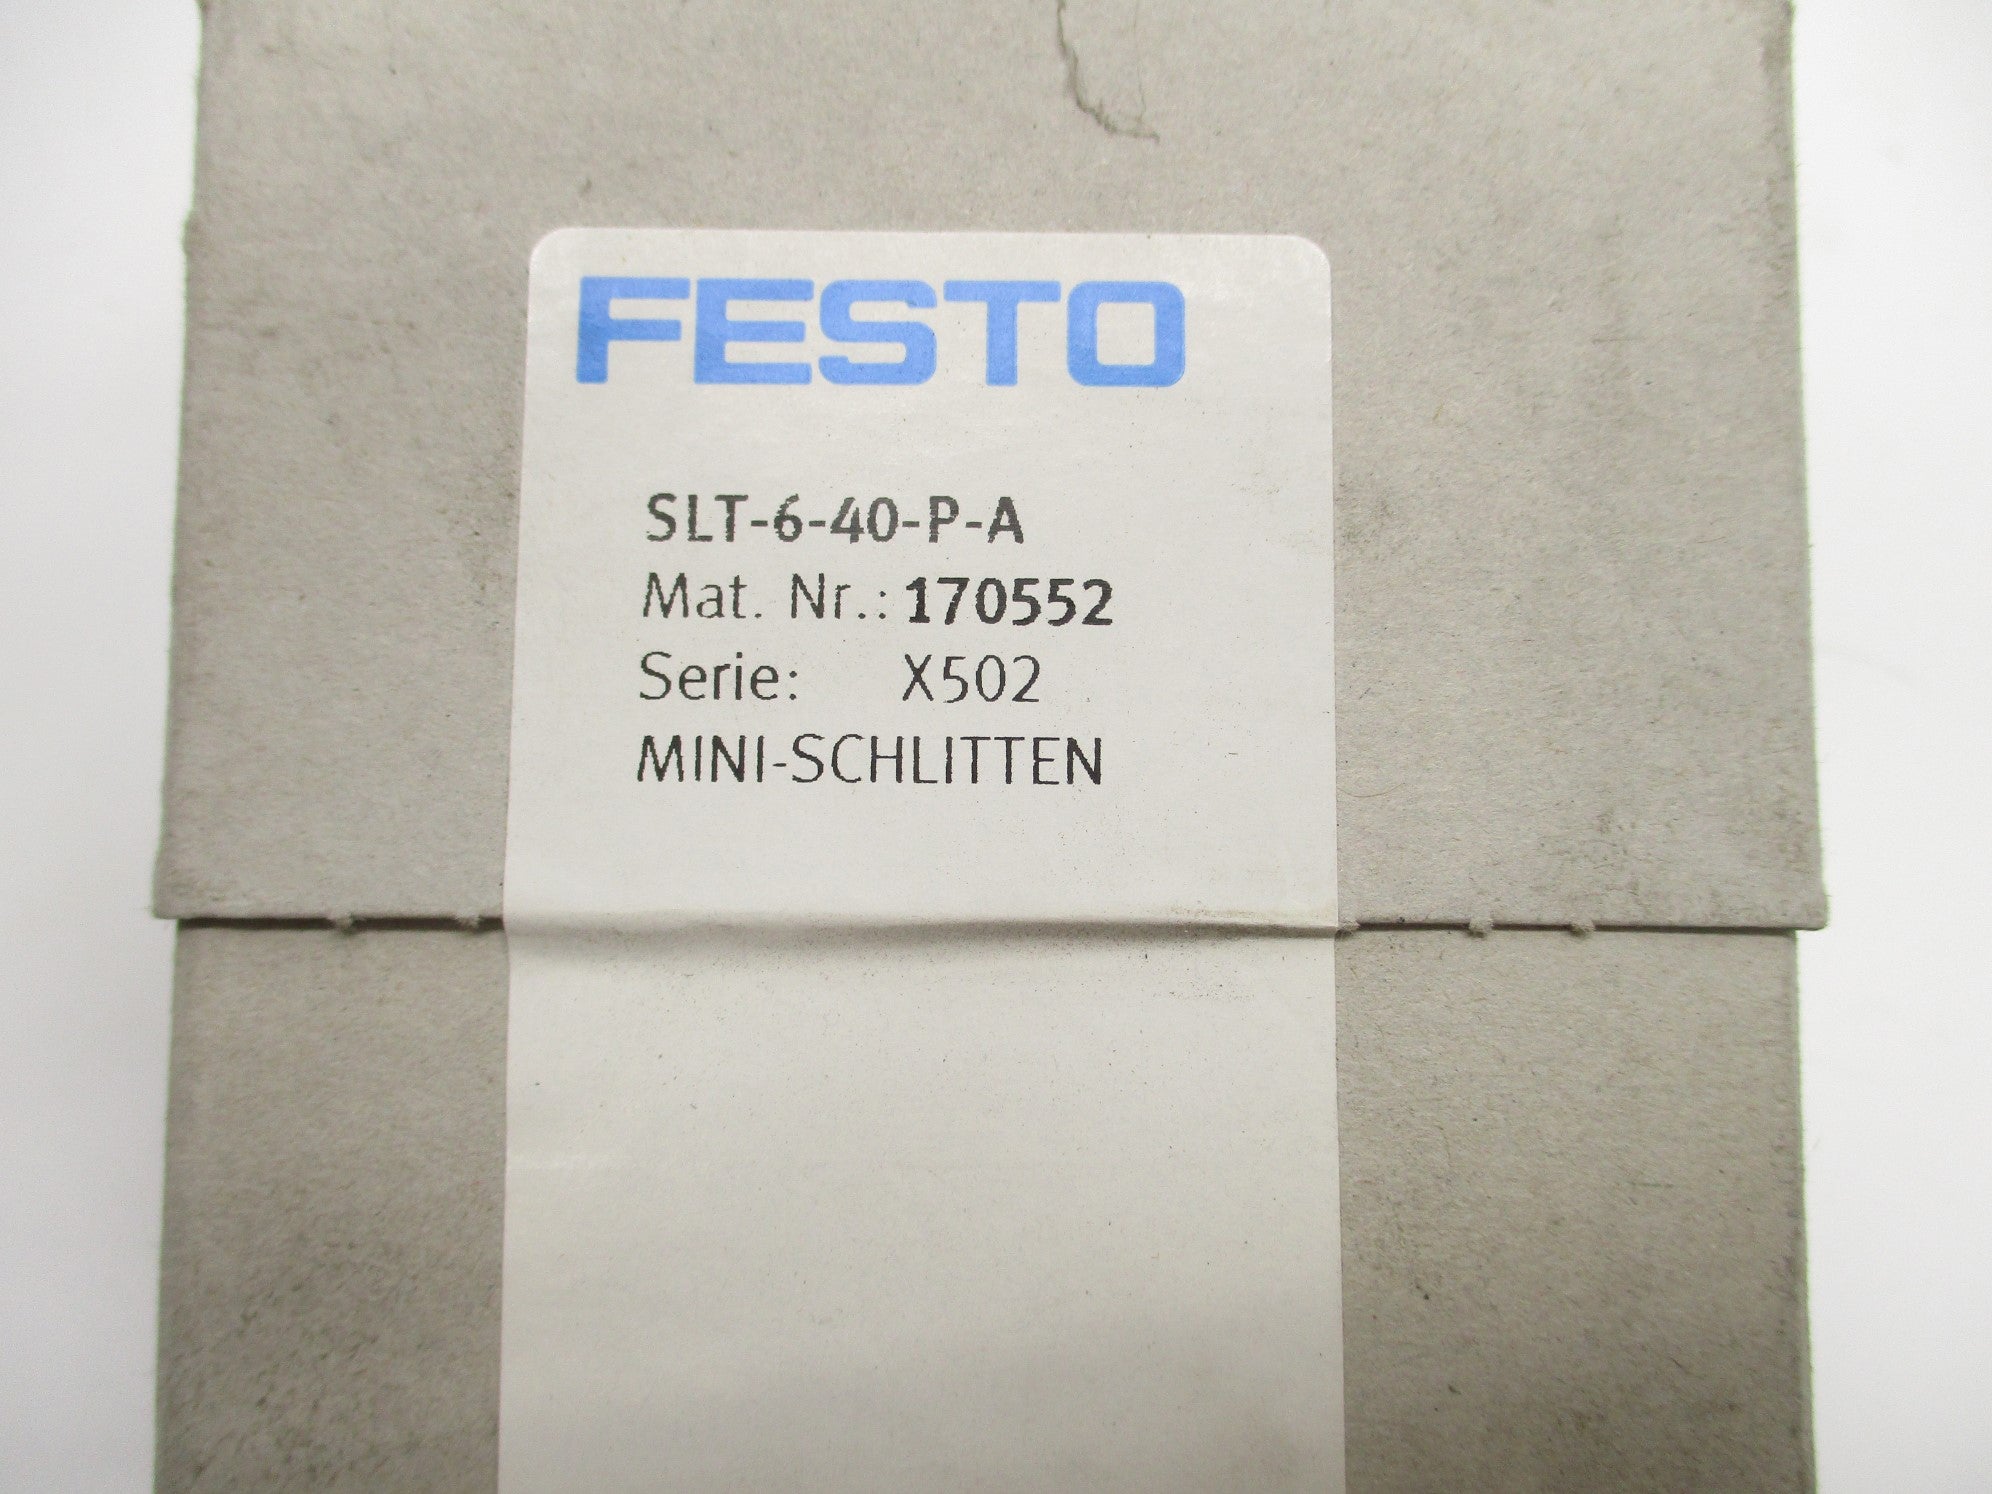 FESTO
SLT-6-40-P-A
Mat. Nr.: 170552
Serie: X502
MINI-SCHLITTEN